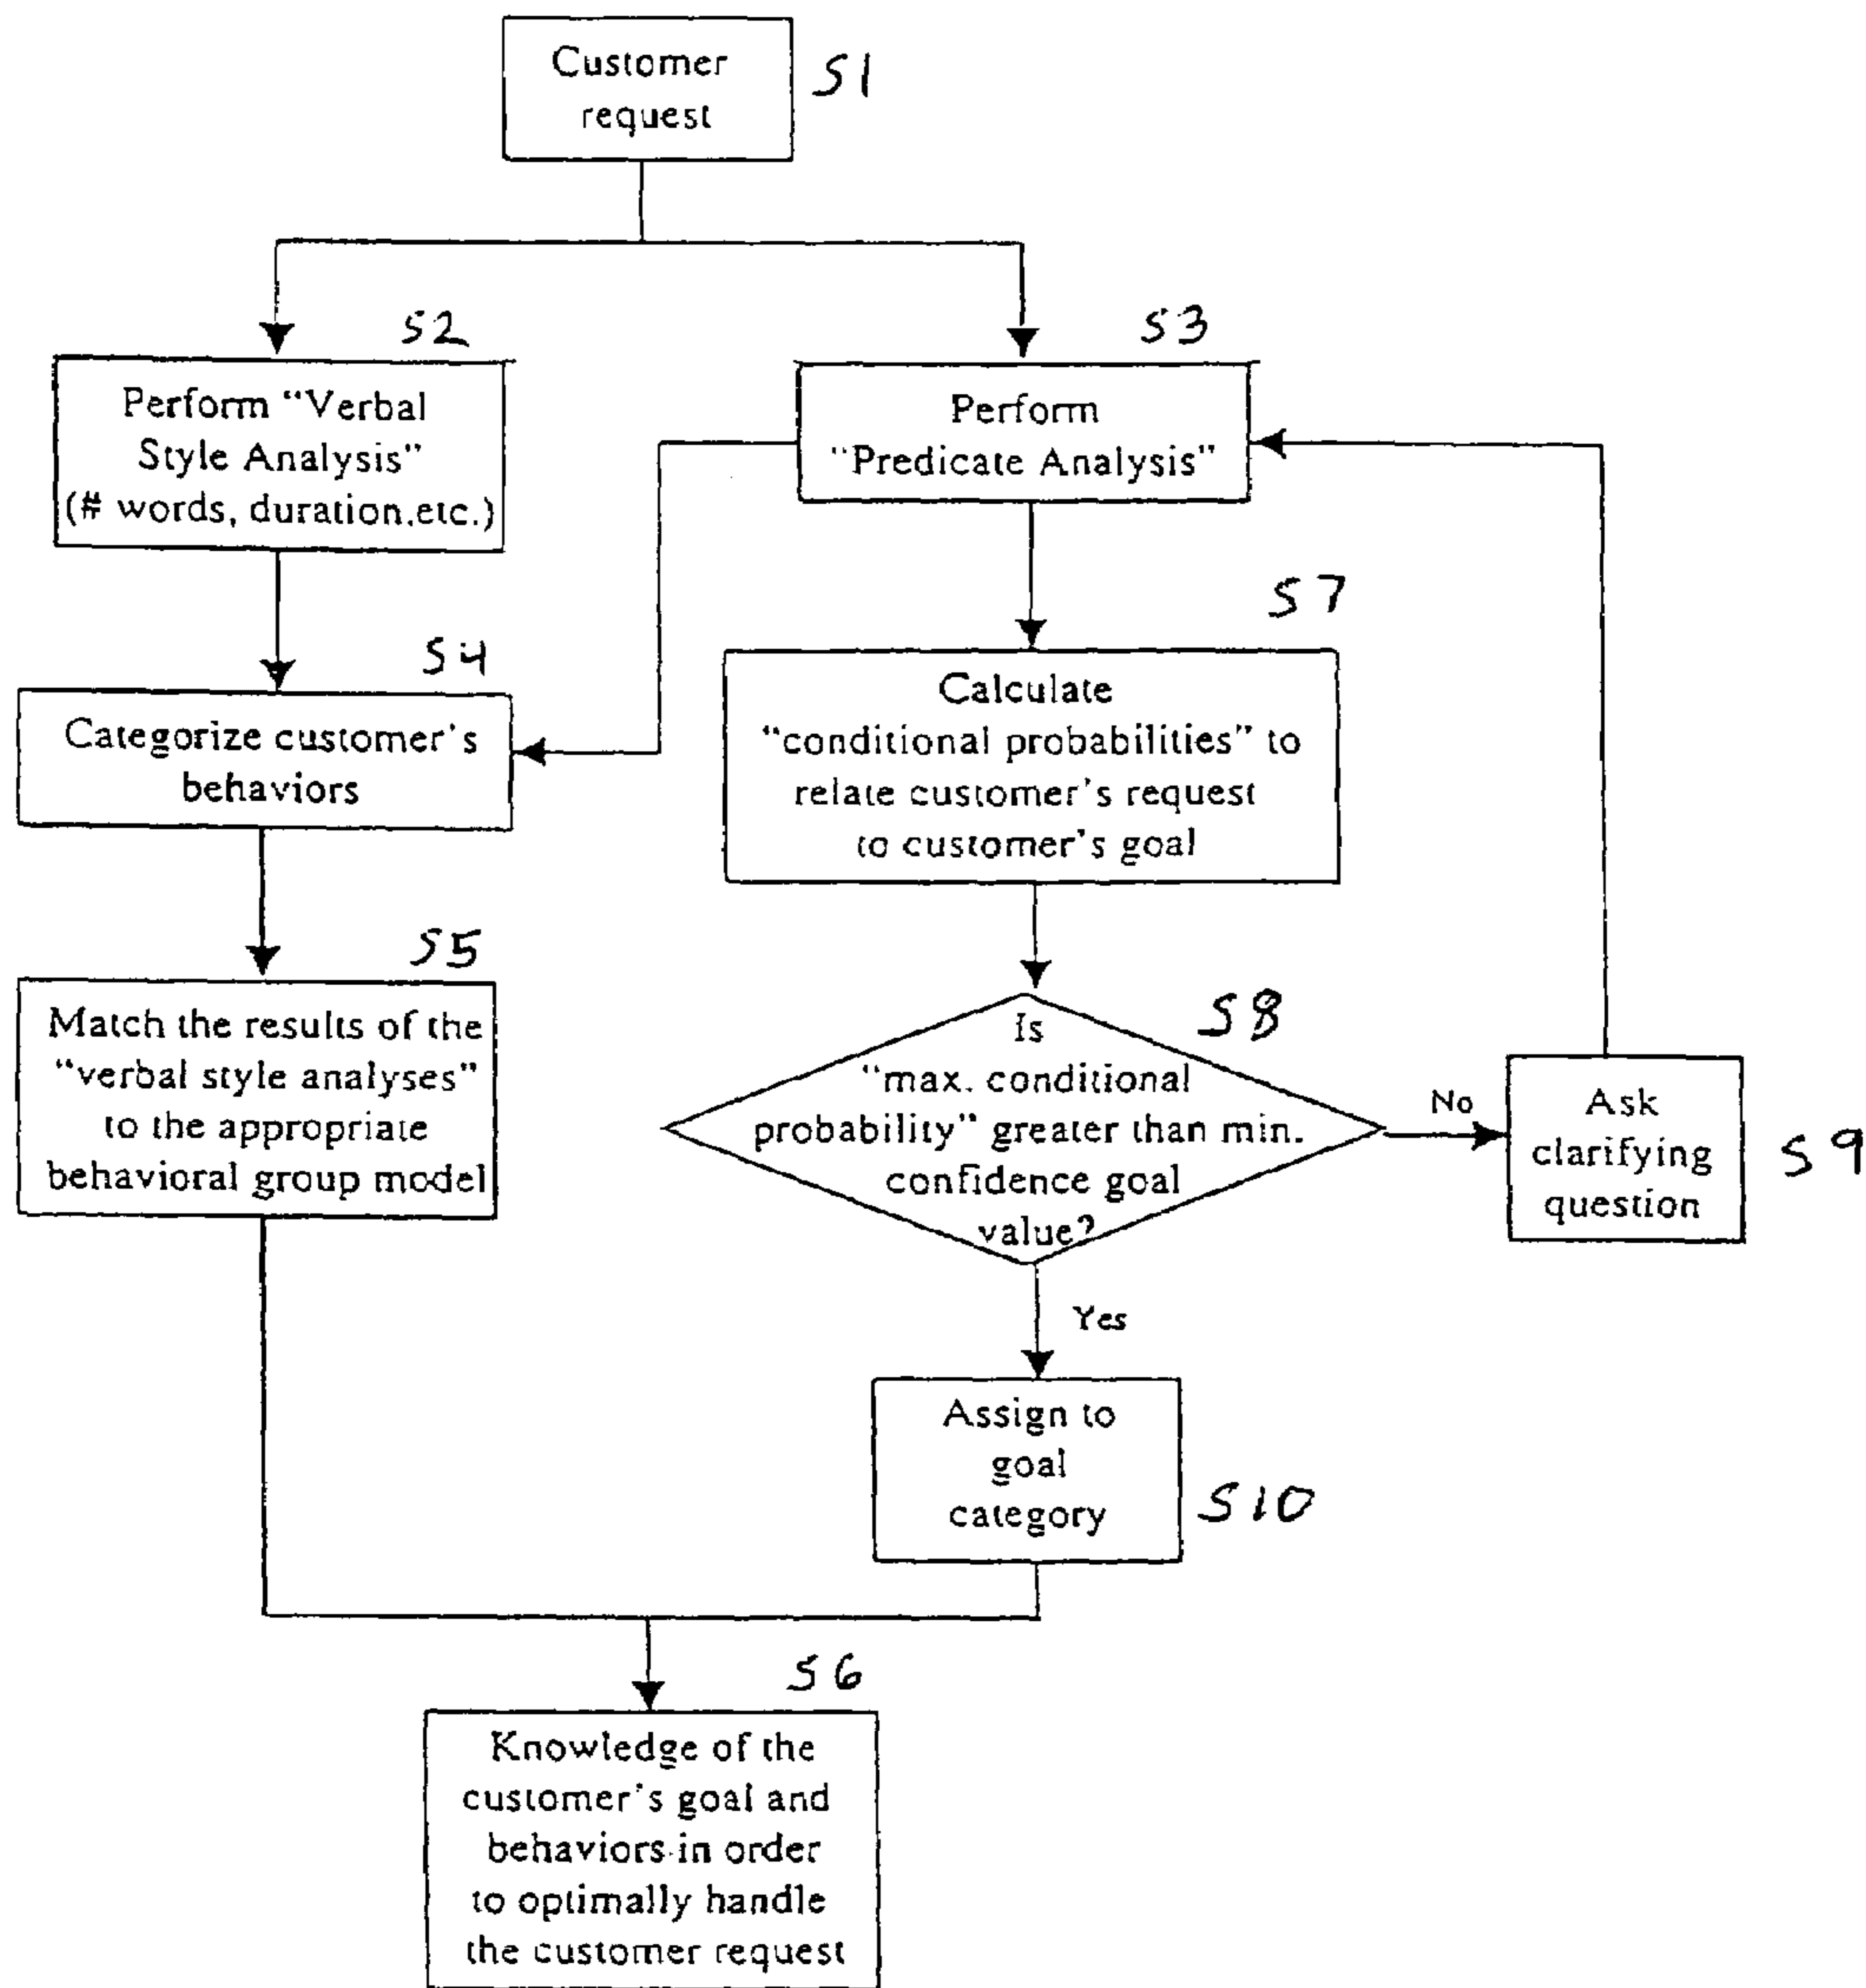 Customer
request
S1
S2
Perform “Verbal
Style Analysis”
(# words, duration.etc.)
S3
Perform
“Predicate Analysis”
S4
Categorize customer’s
behaviors
S7
Calculate
“conditional probabilities” to
relate customer’s request
to customer’s goal
S5
Match the results of the
“verbal style analyses”
to the appropriate
behavioral group model
S8
Is
“max. conditional
probability” greater than min.
confidence goal
value?
No
Ask
clarifying
question
S9
Yes
Assign to
goal
category
S10
S6
Knowledge of the
customer’s goal and
behaviors in order
to optimally handle
the customer request